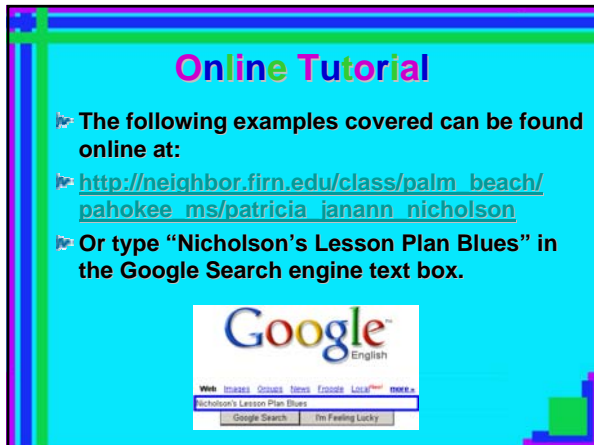 Online Tutorial
The following examples covered can be found
online at:
http://neighbor.firn.edu/class/palm_beach/
pahokee_ms/patricia_janann_nicholson
Or type “Nicholson’s Lesson Plan Blues” in
the Google Search engine text box.
Google™
English
Web Images Groups News Froogle Local New! more »
Nicholson's Lesson Plan Blues
Google Search I'm Feeling Lucky